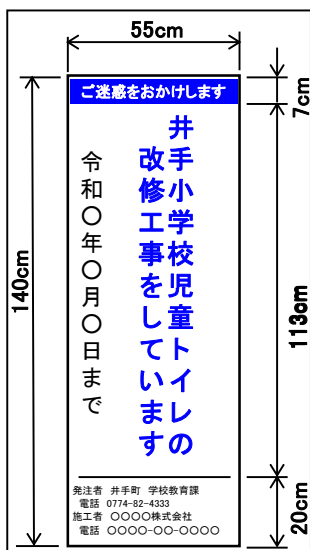 55cm
140cm
7cm
113cm
20cm
ご迷惑をおかけします
井手小学校児童トイレの
改修工事をしています
令和〇年〇月〇日まで
発注者 井手町 学校教育課
電話 0774-82-4333
施工者 〇〇〇〇株式会社
電話 〇〇〇〇-〇〇-〇〇〇〇